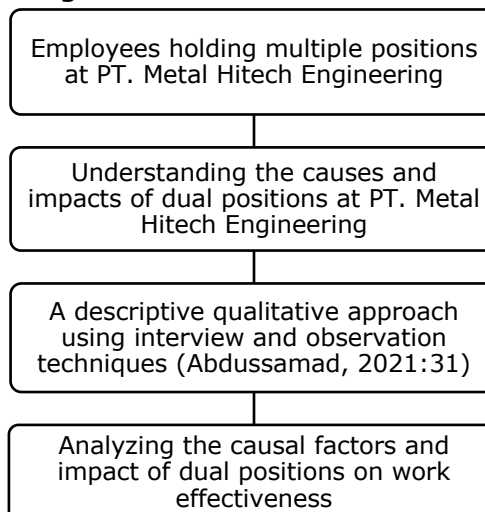 Employees holding multiple positions
at PT. Metal Hitech Engineering
Understanding the causes and
impacts of dual positions at PT. Metal
Hitech Engineering
A descriptive qualitative approach
using interview and observation
techniques (Abdussamad, 2021:31)
Analyzing the causal factors and
impact of dual positions on work
effectiveness